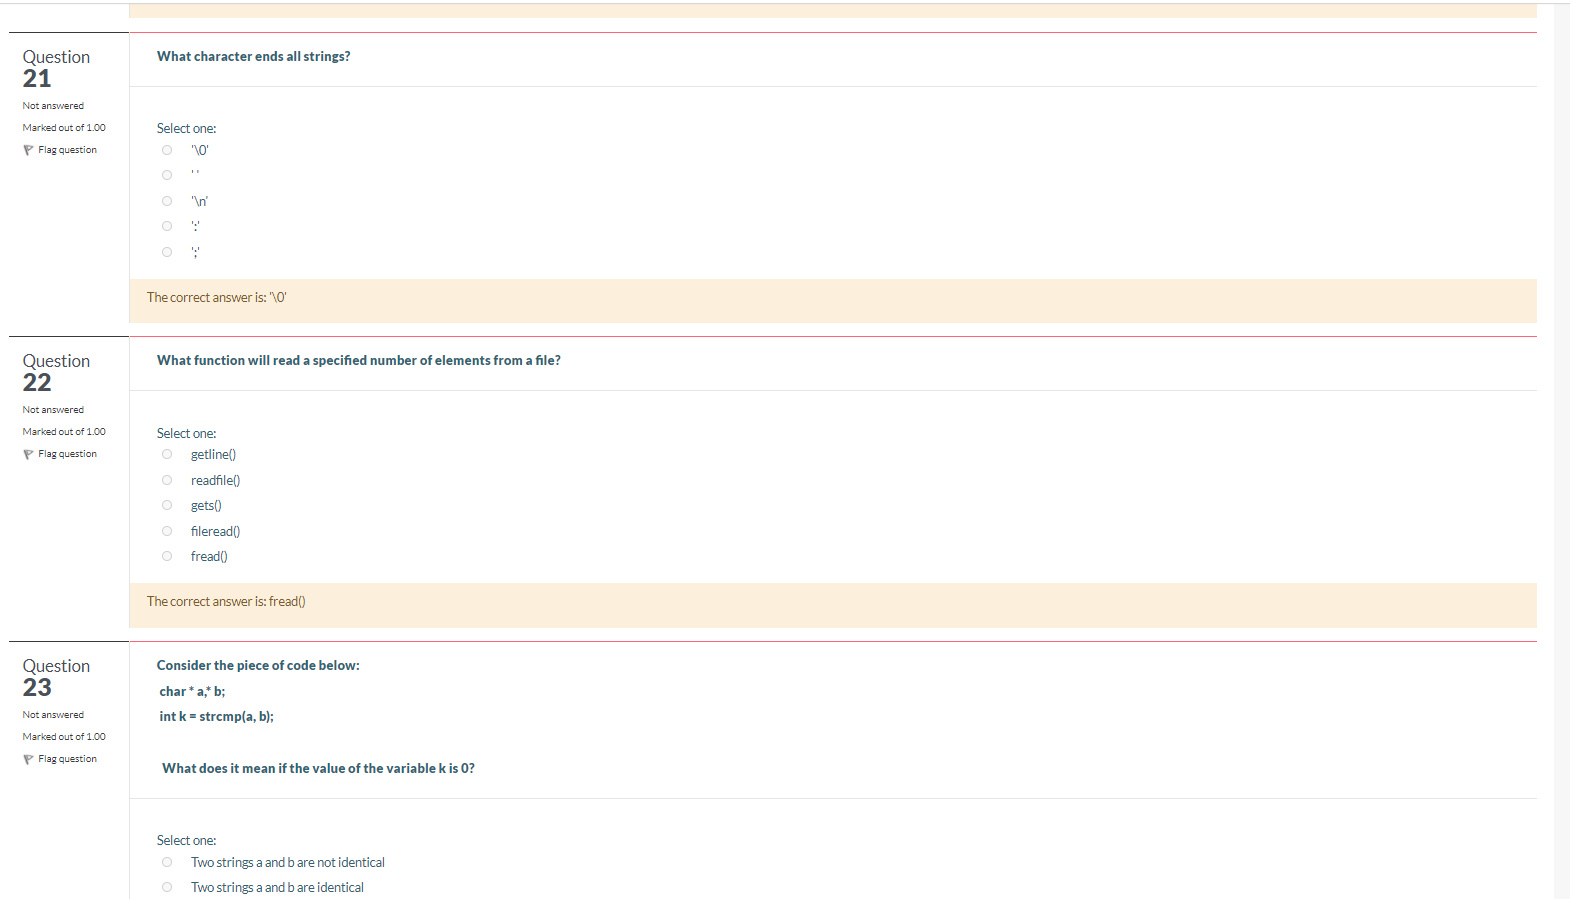 Question
21
Not answered
Marked out of 1.00
Flag question
What character ends all strings?
Select one:
'\0'
' '
'\n'
':'
';'
The correct answer is: '\0'
Question
22
Not answered
Marked out of 1.00
Flag question
What function will read a specified number of elements from a file?
Select one:
getline()
readfile()
gets()
fileread()
fread()
The correct answer is: fread()
Question
23
Not answered
Marked out of 1.00
Flag question
Consider the piece of code below:
char * a,* b;
int k = strcmp(a, b);
What does it mean if the value of the variable k is 0?
Select one:
Two strings a and b are not identical
Two strings a and b are identical